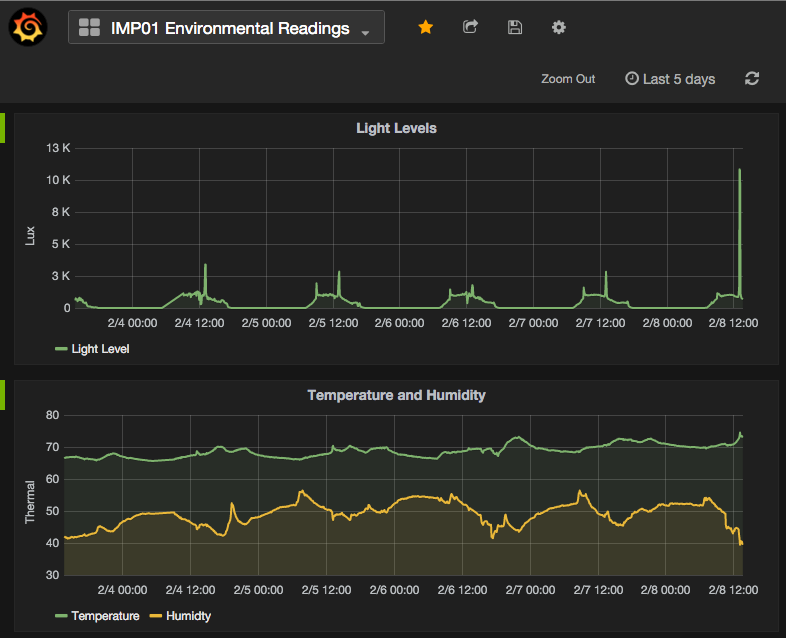 IMP01 Environmental Readings
Zoom Out
Last 5 days
Light Levels
13 K
10 K
8 K
5 K
3 K
0
Lux
2/4 00:00 2/4 12:00 2/5 00:00 2/5 12:00 2/6 00:00 2/6 12:00 2/7 00:00 2/7 12:00 2/8 00:00 2/8 12:00
Light Level
Temperature and Humidity
80
70
60
50
40
30
Thermal
2/4 00:00 2/4 12:00 2/5 00:00 2/5 12:00 2/6 00:00 2/6 12:00 2/7 00:00 2/7 12:00 2/8 00:00 2/8 12:00
Temperature Humidty